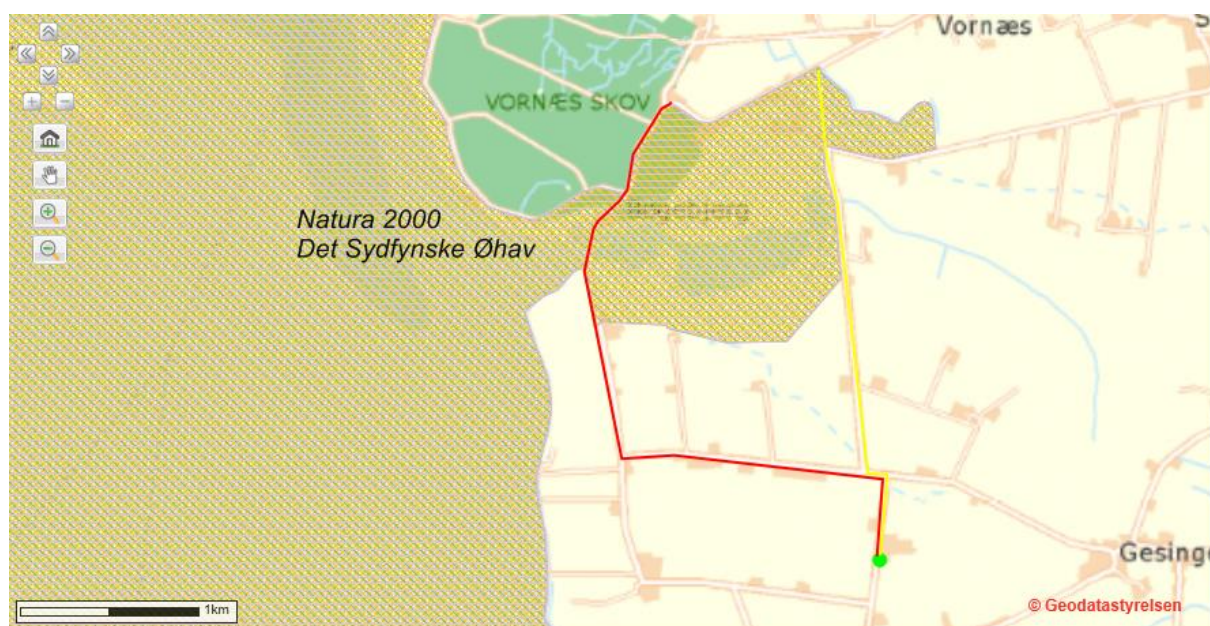 Vornæs
VORNÆS SKOV
Natura 2000
Det Sydfynske Øhav
Gesing
1km
© Geodatastyrelsen